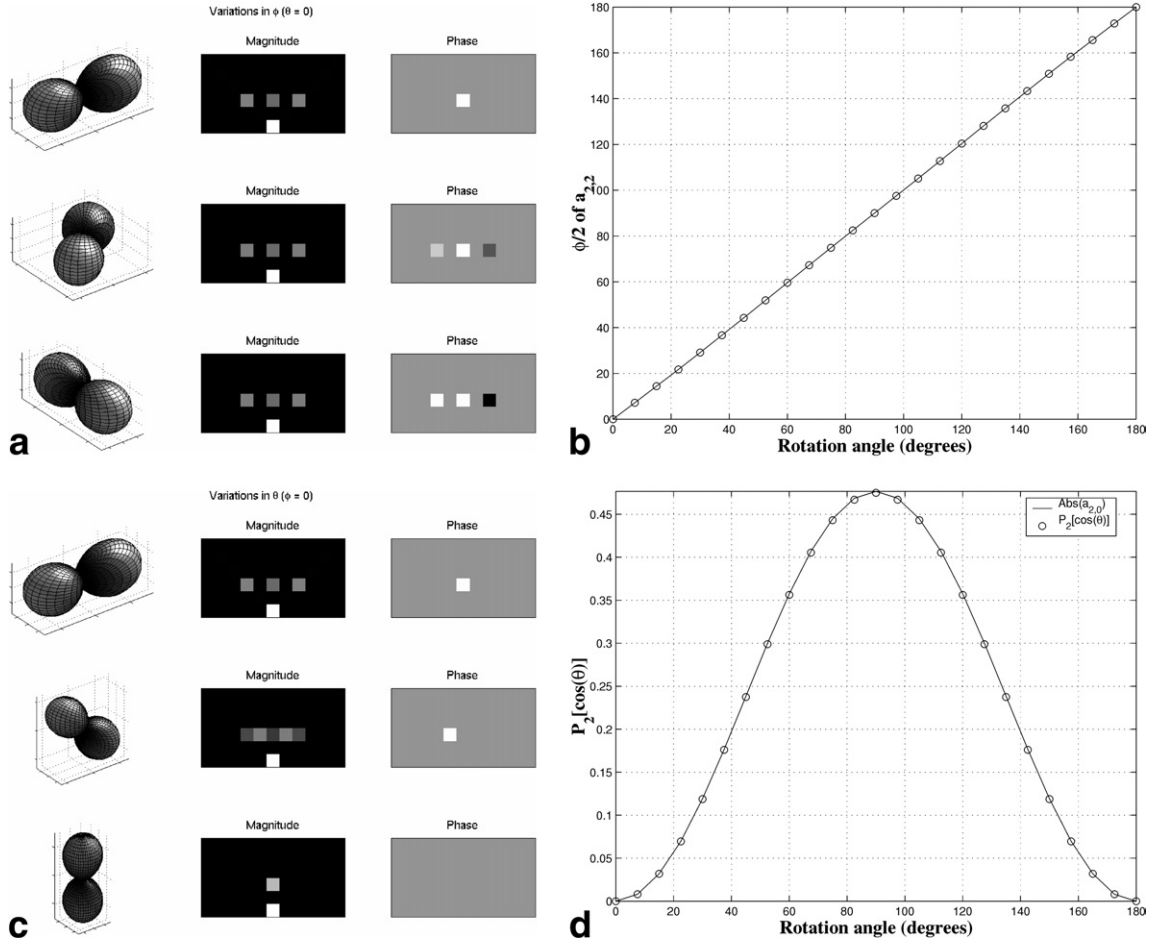 Variations in ϕ (θ = 0)
Magnitude
Phase
Magnitude
Phase
Magnitude
Phase
a
180
160
140
120
100
80
60
40
20
0
ϕ/2 of a2,2
0 20 40 60 80 100 120 140 160 180
Rotation angle (degrees)
b
Variations in θ (ϕ = 0)
Magnitude
Phase
Magnitude
Phase
Magnitude
Phase
c
0.45
0.4
0.35
0.3
0.25
0.2
0.15
0.1
0.05
0
P2[cos(θ)]
Abs(a2,0)
P2[cos(θ)]
0 20 40 60 80 100 120 140 160 180
Rotation angle (degrees)
d